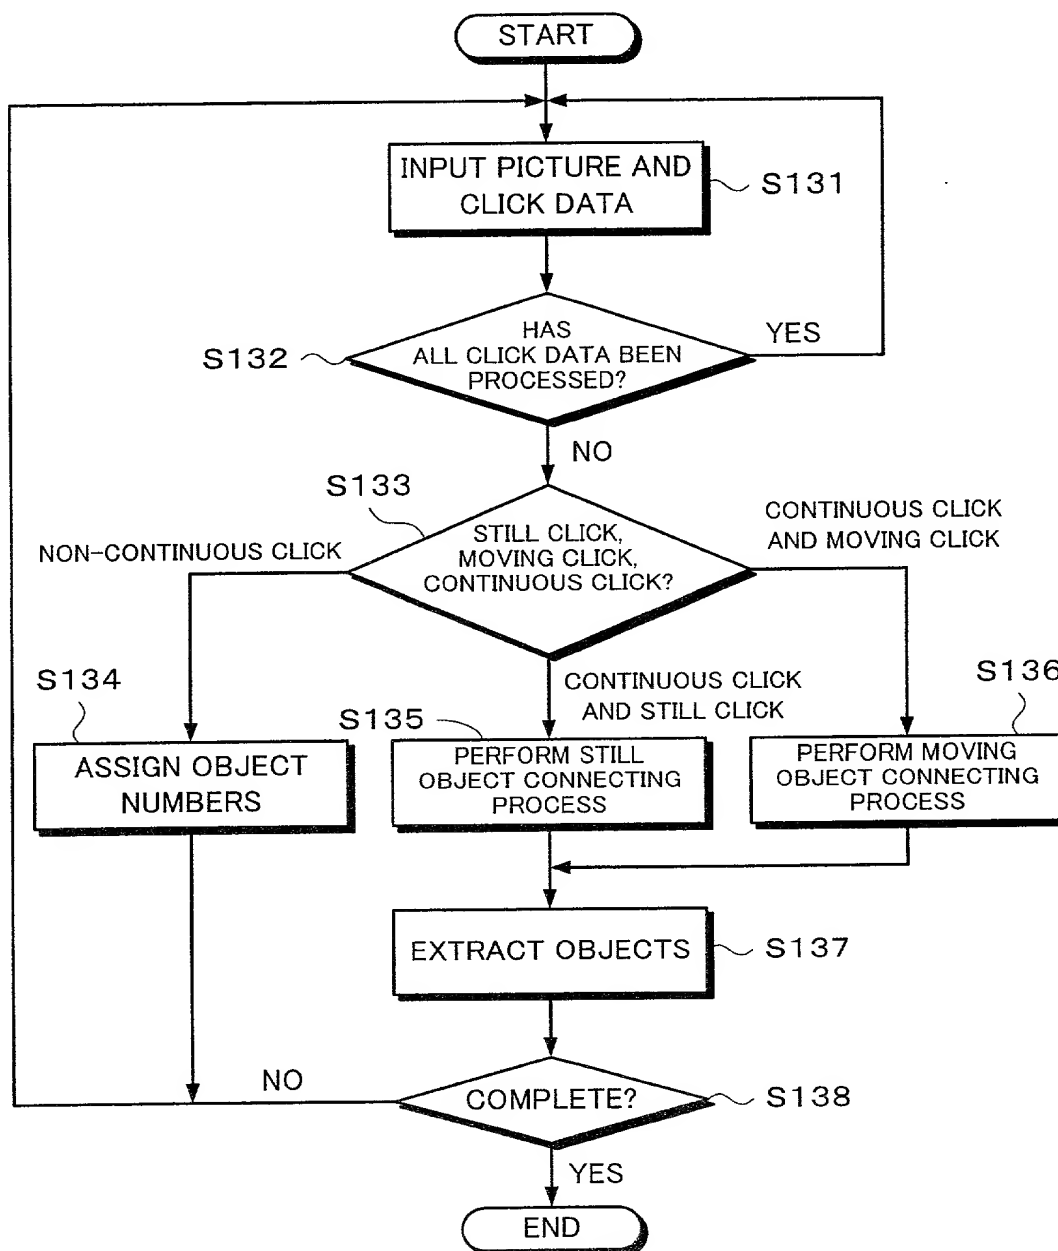 START
INPUT PICTURE AND
CLICK DATA
S131
HAS
ALL CLICK DATA BEEN
PROCESSED?
S132
YES
NO
S133
STILL CLICK,
MOVING CLICK,
CONTINUOUS CLICK?
NON-CONTINUOUS CLICK
CONTINUOUS CLICK
AND MOVING CLICK
CONTINUOUS CLICK
AND STILL CLICK
S134
ASSIGN OBJECT
NUMBERS
S135
PERFORM STILL
OBJECT CONNECTING
PROCESS
S136
PERFORM MOVING
OBJECT CONNECTING
PROCESS
EXTRACT OBJECTS
S137
NO
COMPLETE?
S138
YES
END